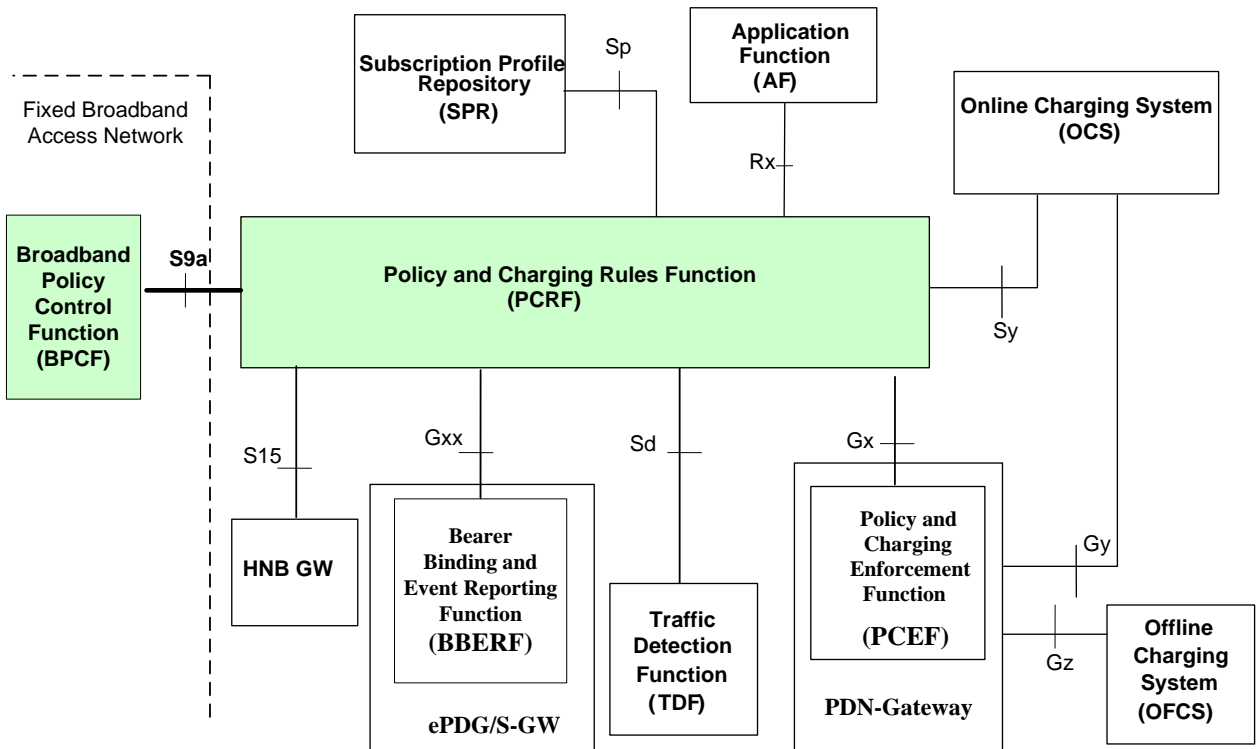 Subscription Profile
Repository
(SPR)
Sp
Application
Function
(AF)
Online Charging System
(OCS)
Fixed Broadband
Access Network
Rx
Broadband
Policy
Control
Function
(BPCF)
S9a
Policy and Charging Rules Function
(PCRF)
Sy
S15
Gxx
Sd
Gx
HNB GW
Bearer
Binding and
Event Reporting
Function
(BBERF)
ePDG/S-GW
Traffic
Detection
Function
(TDF)
Policy and
Charging
Enforcement
Function
(PCEF)
PDN-Gateway
Gy
Gz
Offline
Charging
System
(OFCS)